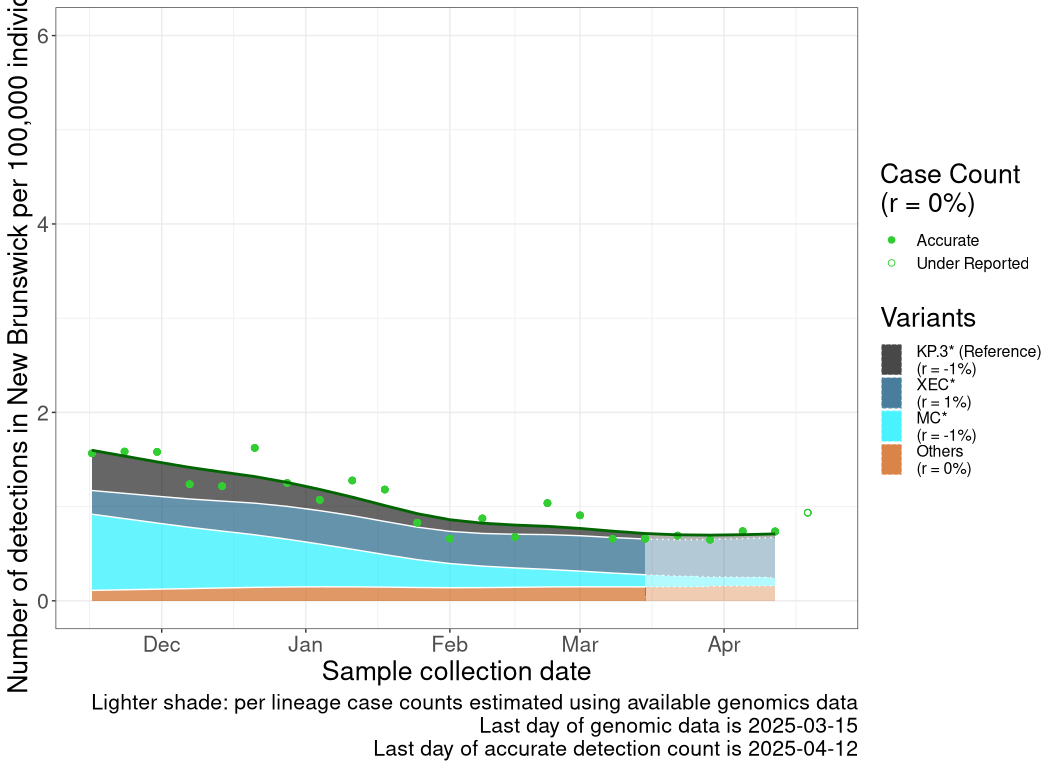 Number of detections in New Brunswick per 100,000
6
4
2
0
Dec Jan Feb Mar Apr
Sample collection date
Lighter shade: per lineage case counts estimated using available genomics data
Last day of genomic data is 2025-03-15
Last day of accurate detection count is 2025-04-12
Case Count
(r = 0%)
Accurate
Under Reported
Variants
KP.3* (Reference)
(r = -1%)
XEC*
(r = 1%)
MC*
(r = -1%)
Others
(r = 0%)